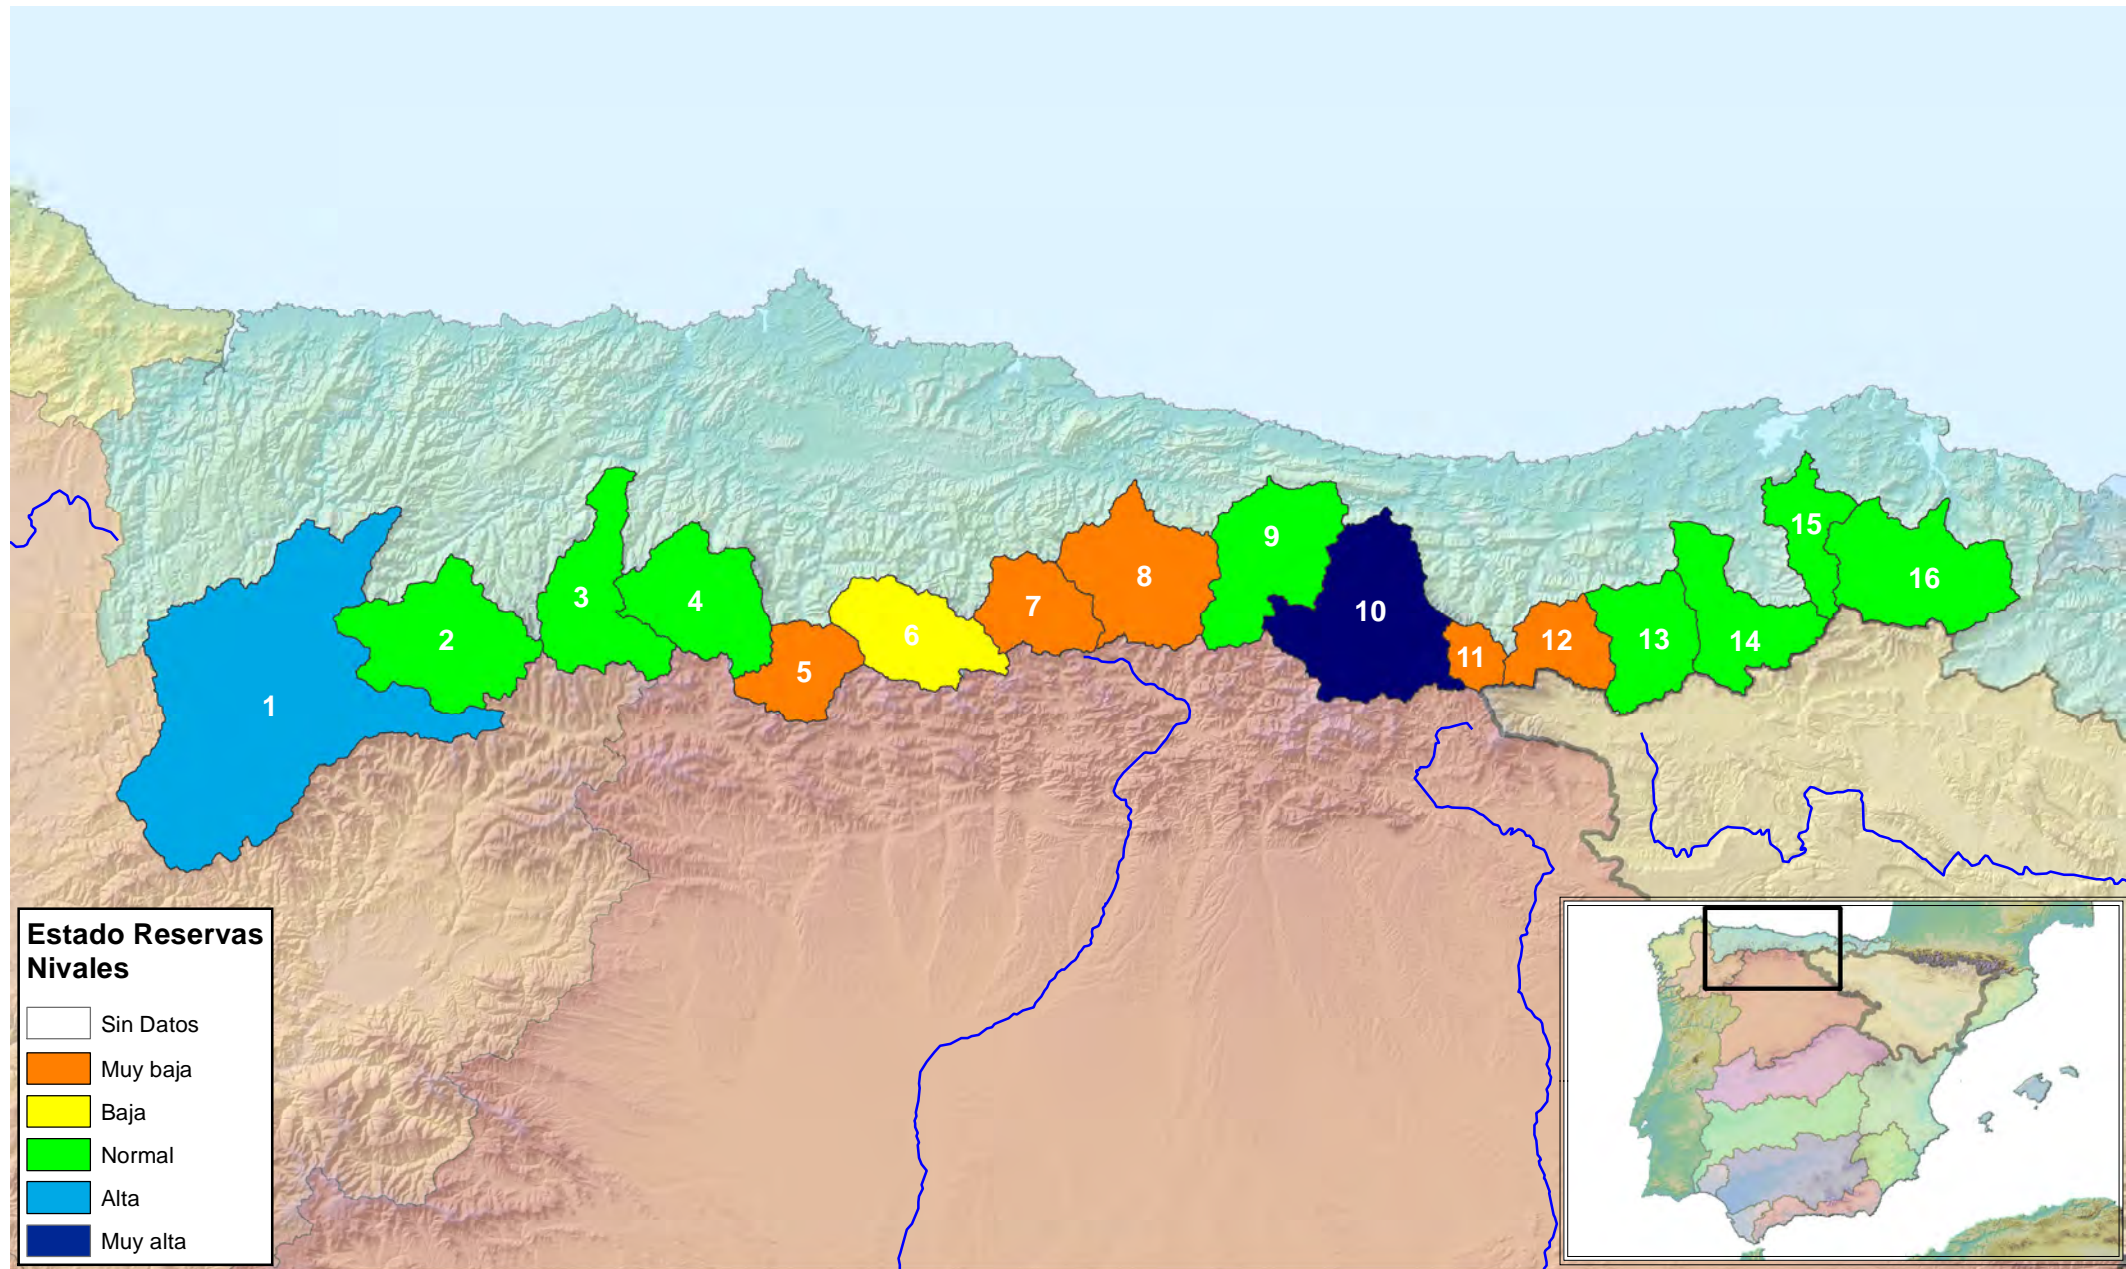 1
2
3
4
5
6
7
8
9
10
11
12
13
14
15
16
Estado Reservas
Nivales
Sin Datos
Muy baja
Baja
Normal
Alta
Muy alta